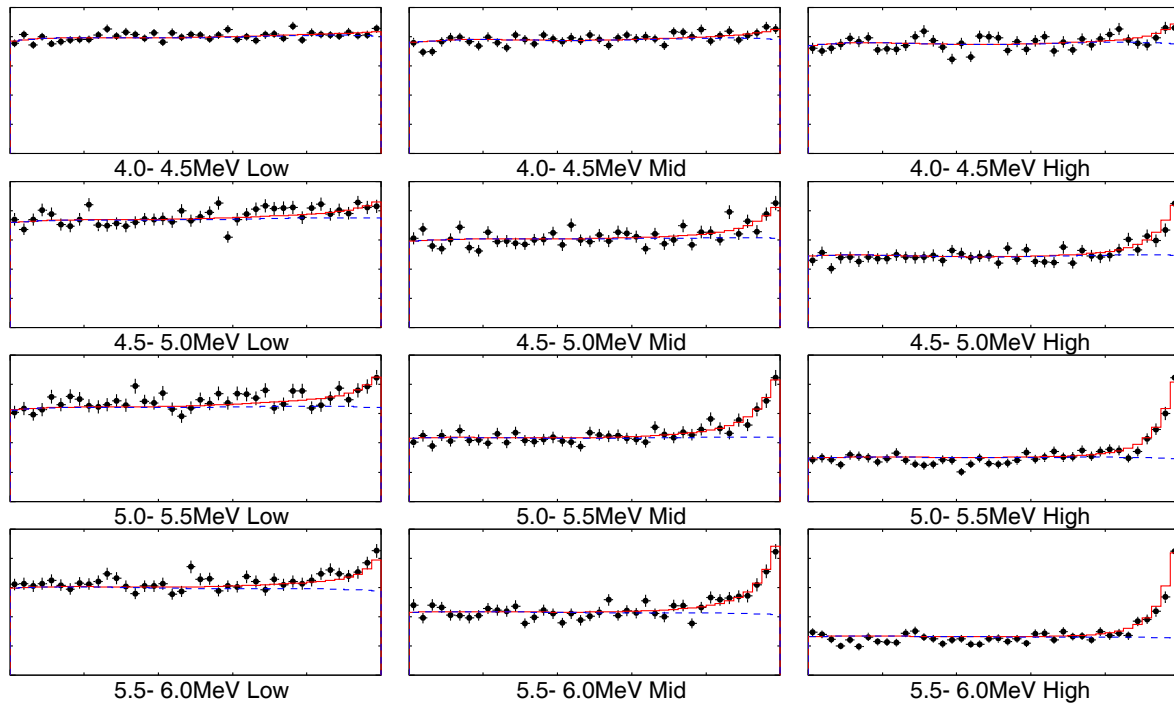 4.0- 4.5MeV Low
4.0- 4.5MeV Mid
4.0- 4.5MeV High
4.5- 5.0MeV Low
4.5- 5.0MeV Mid
4.5- 5.0MeV High
5.0- 5.5MeV Low
5.0- 5.5MeV Mid
5.0- 5.5MeV High
5.5- 6.0MeV Low
5.5- 6.0MeV Mid
5.5- 6.0MeV High